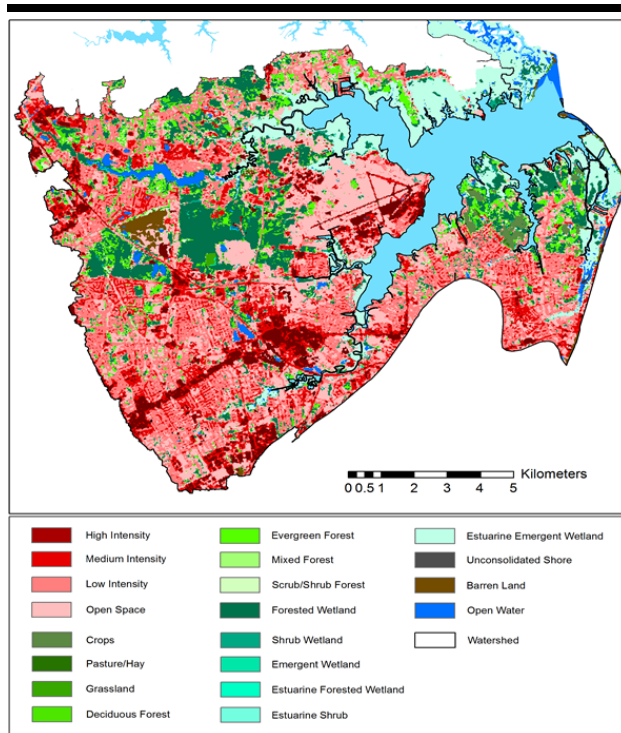 Kilometers
0 0.5 1 2 3 4 5
High Intensity
Medium Intensity
Low Intensity
Open Space
Crops
Pasture/Hay
Grassland
Deciduous Forest
Evergreen Forest
Mixed Forest
Scrub/Shrub Forest
Forested Wetland
Shrub Wetland
Emergent Wetland
Estuarine Forested Wetland
Estuarine Shrub
Estuarine Emergent Wetland
Unconsolidated Shore
Barren Land
Open Water
Watershed